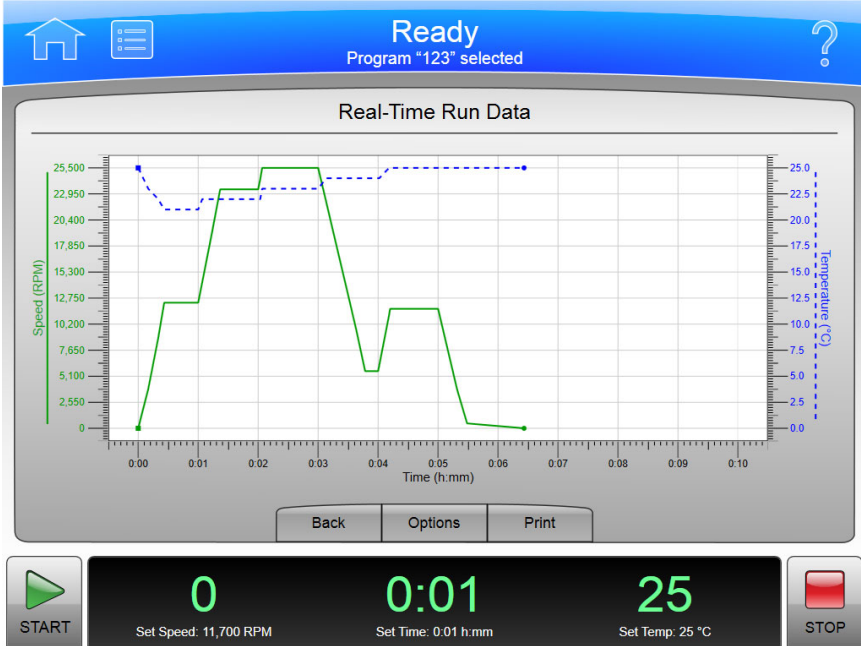 Ready
Program “123” selected
?
Real-Time Run Data
25,500
22,950
20,400
17,850
15,300
12,750
10,200
7,650
5,100
2,550
0
Speed (RPM)
25.0
22.5
20.0
17.5
15.0
12.5
10.0
7.5
5.0
2.5
0.0
Temperature (°C)
0:00 0:01 0:02 0:03 0:04 0:05 0:06 0:07 0:08 0:09 0:10
Time (h:mm)
Back Options Print
0 0:01 25
START Set Speed: 11,700 RPM Set Time: 0:01 h:mm Set Temp: 25 °C STOP